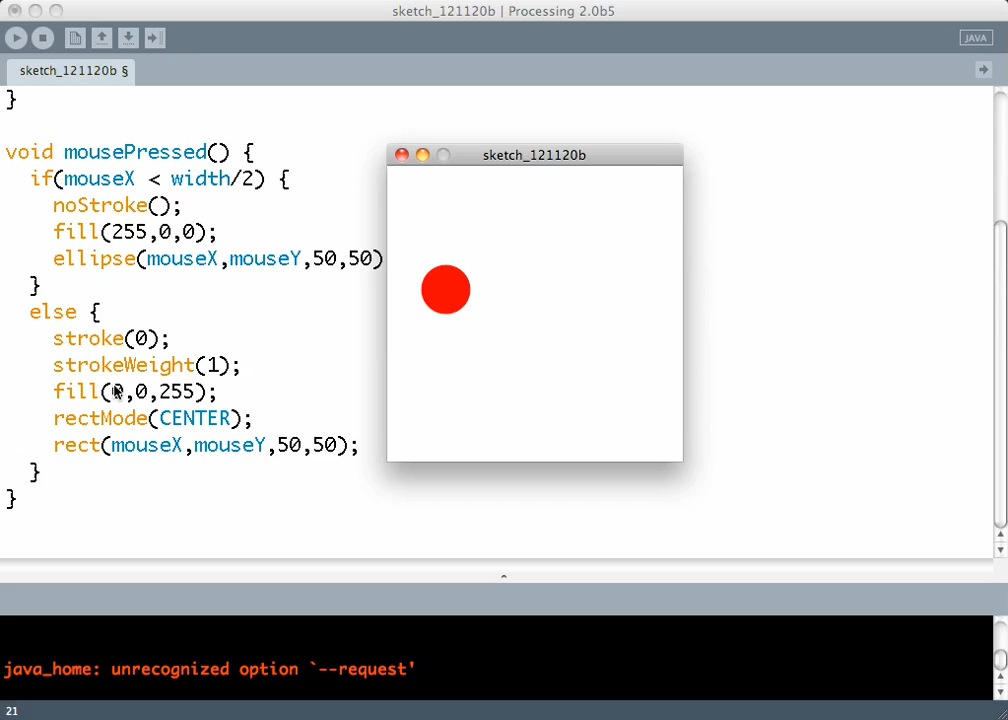 sketch_121120b | Processing 2.0b5
JAVA
sketch_121120b §
}
void mousePressed() {
if(mouseX < width/2) {
noStroke();
fill(255,0,0);
ellipse(mouseX,mouseY,50,50)
}
else {
stroke(0);
strokeWeight(1);
fill(0,0,255);
rectMode(CENTER);
rect(mouseX,mouseY,50,50);
}
}
sketch_121120b
java_home: unrecognized option `--request'
21